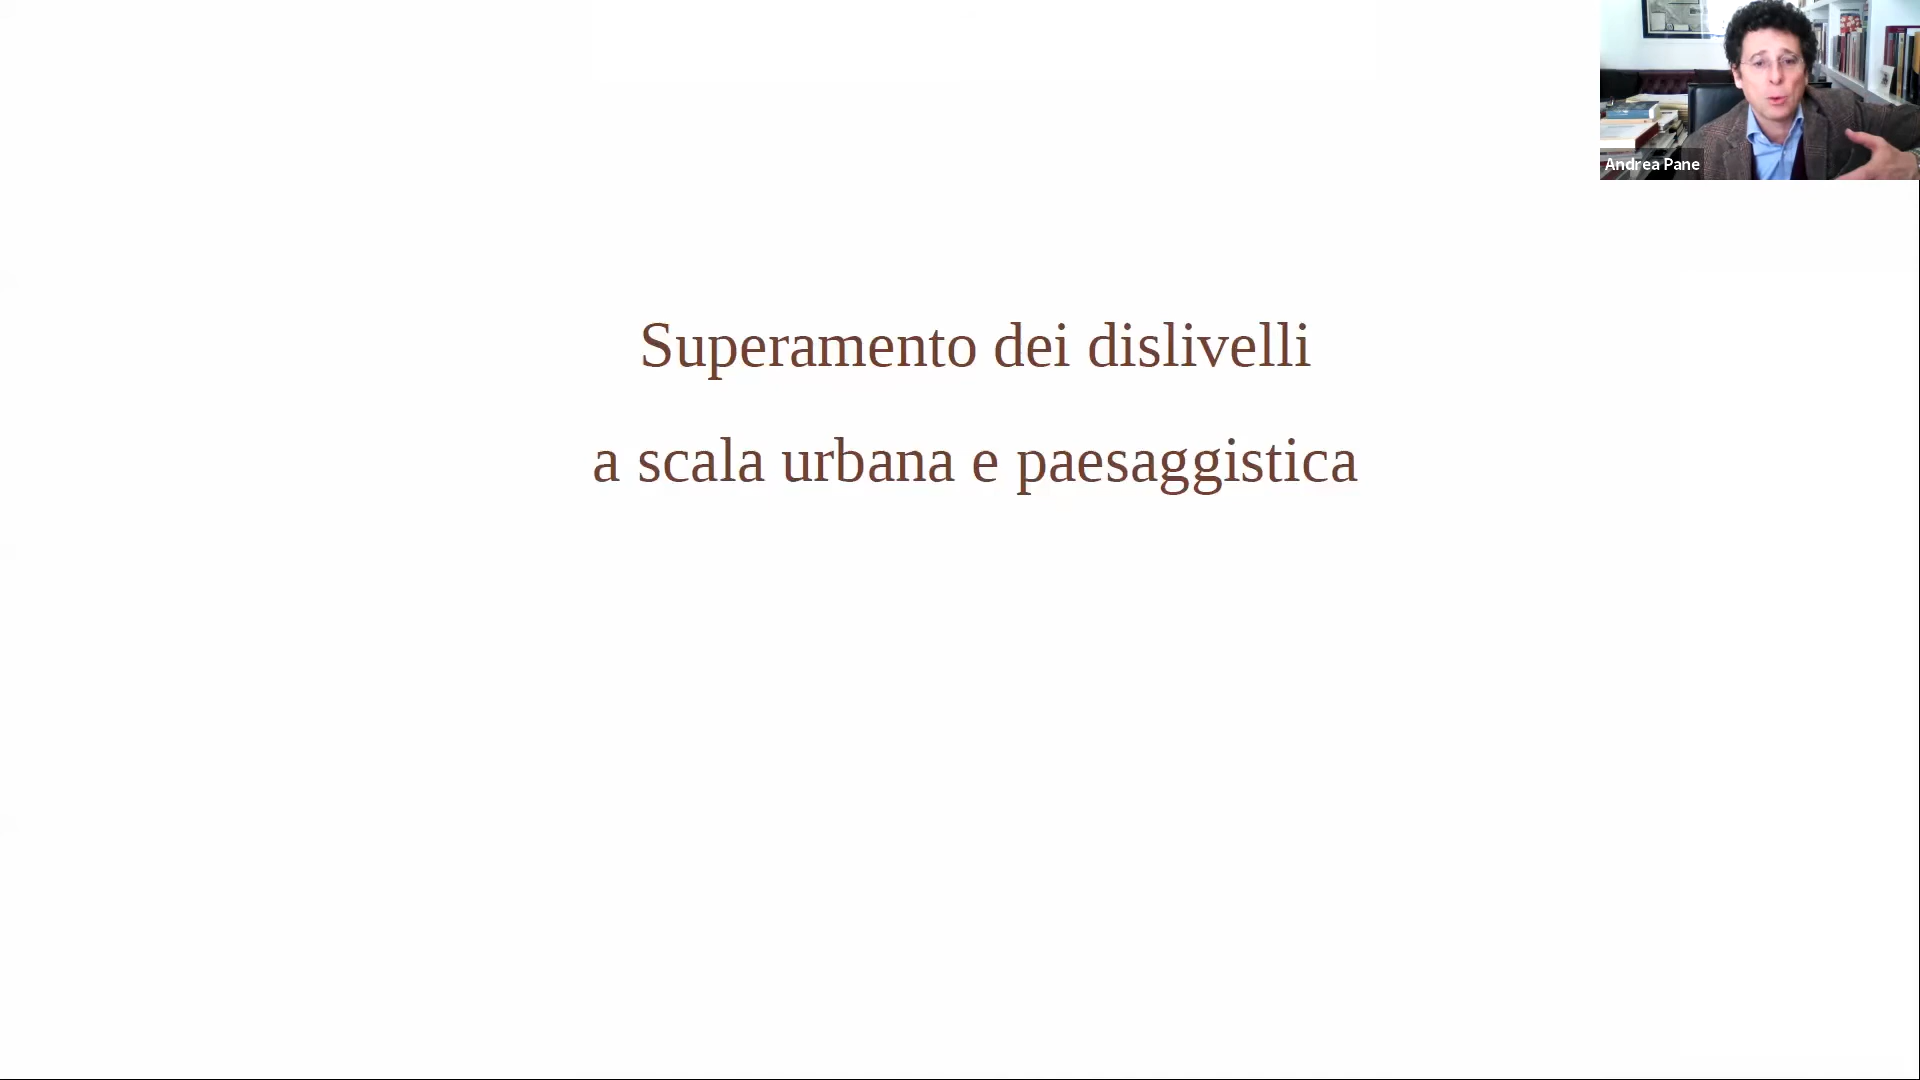 Andrea Pane
Superamento dei dislivelli
a scala urbana e paesaggistica